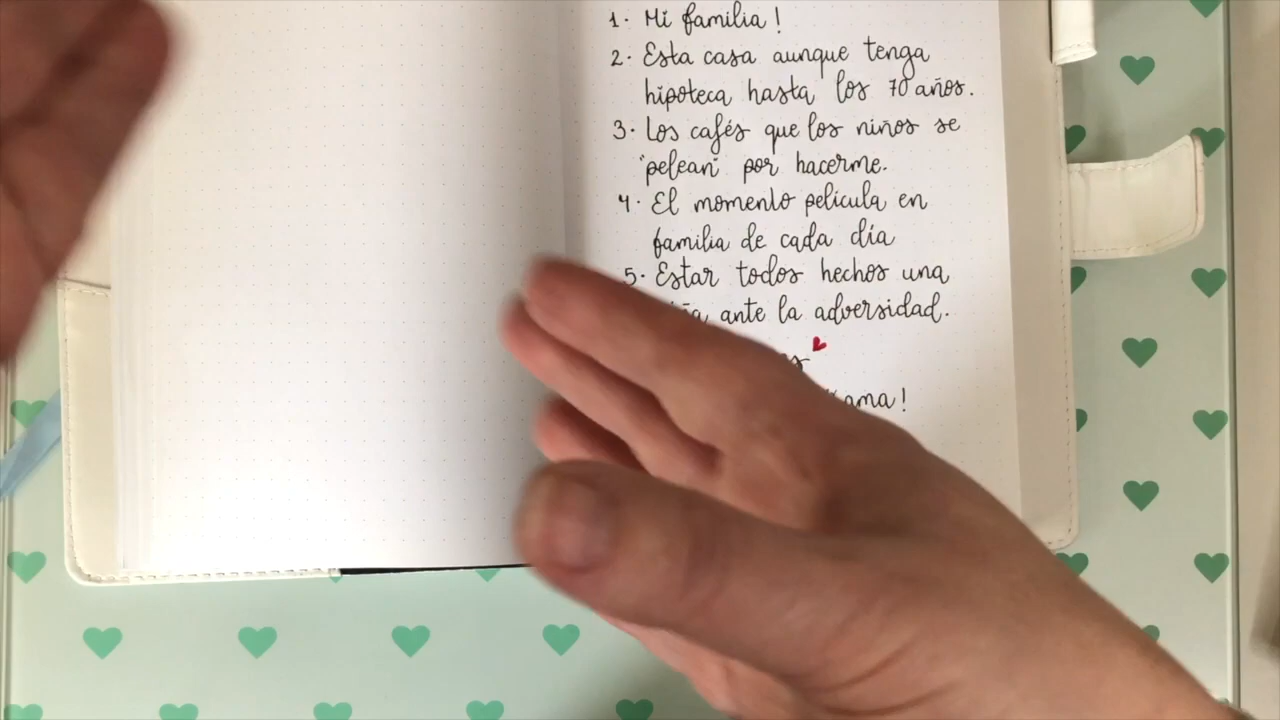 1. Mi familia!
2. Esta casa aunque tenga
hipoteca hasta los 70 años.
3. Los cafés que los niños se
"pelean" por hacerme.
4. El momento pelicula en
familia de cada día
5. Estar todos hechos una
ante la adversidad.